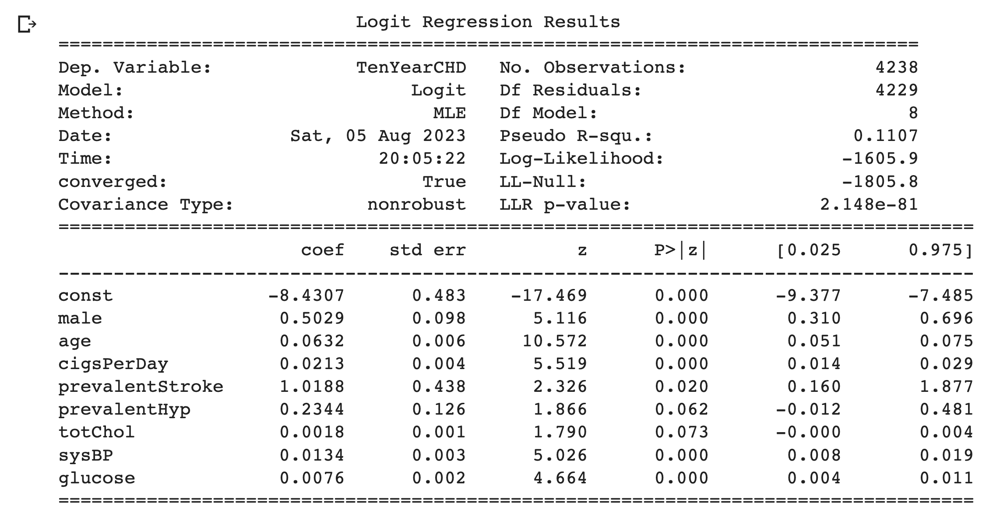 Logit Regression Results
==============================================================================
Dep. Variable: TenYearCHD No. Observations: 4238
Model: Logit Df Residuals: 4229
Method: MLE Df Model: 8
Date: Sat, 05 Aug 2023 Pseudo R-squ.: 0.1107
Time: 20:05:22 Log-Likelihood: -1605.9
converged: True LL-Null: -1805.8
Covariance Type: nonrobust LLR p-value: 2.148e-81
===================================================================================
coef std err z P>|z| [0.025 0.975]
-----------------------------------------------------------------------------------
const -8.4307 0.483 -17.469 0.000 -9.377 -7.485
male 0.5029 0.098 5.116 0.000 0.310 0.696
age 0.0632 0.006 10.572 0.000 0.051 0.075
cigsPerDay 0.0213 0.004 5.519 0.000 0.014 0.029
prevalentStroke 1.0188 0.438 2.326 0.020 0.160 1.877
prevalentHyp 0.2344 0.126 1.866 0.062 -0.012 0.481
totChol 0.0018 0.001 1.790 0.073 -0.000 0.004
sysBP 0.0134 0.003 5.026 0.000 0.008 0.019
glucose 0.0076 0.002 4.664 0.000 0.004 0.011
===================================================================================